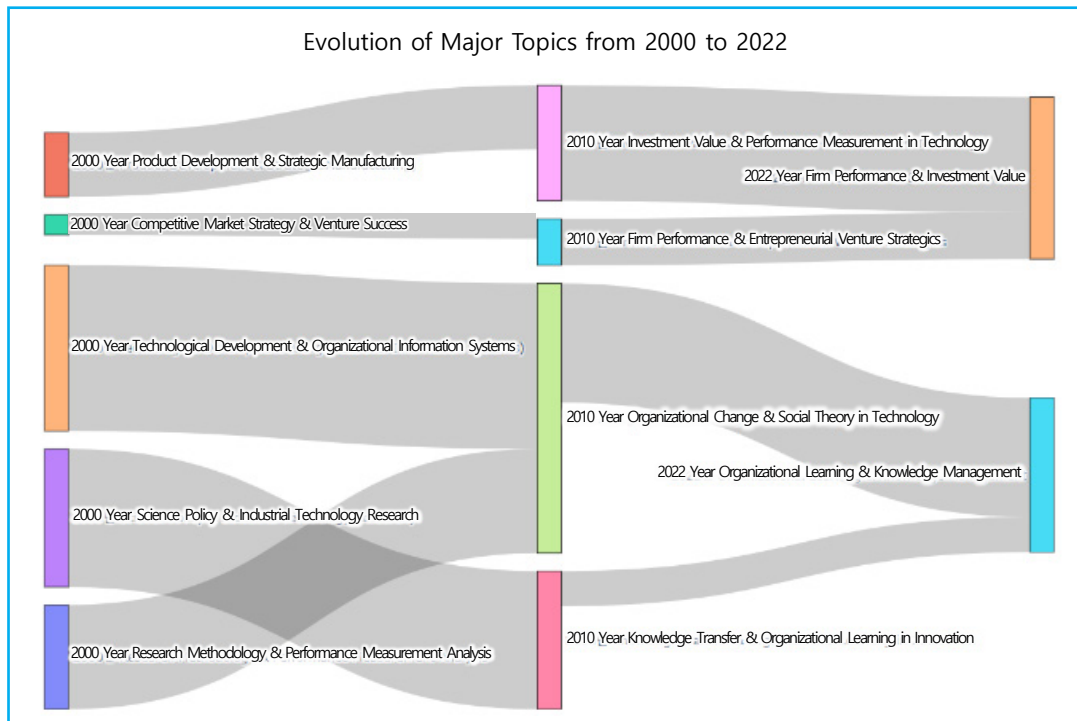 Evolution of Major Topics from 2000 to 2022
2000 Year Product Development & Strategic Manufacturing
2000 Year Competitive Market Strategy & Venture Success
2000 Year Technological Development & Organizational Information Systems )
2000 Year Science Policy & Industrial Technology Research
2000 Year Research Methodology & Performance Measurement Analysis
2010 Year Investment Value & Performance Measurement in Technology
2022 Year Firm Performance & Investment Value
2010 Year Firm Performance & Entrepreneurial Venture Strategics
2010 Year Organizational Change & Social Theory in Technology
2022 Year Organizational Learning & Knowledge Management
2010 Year Knowledge Transfer & Organizational Learning in Innovation